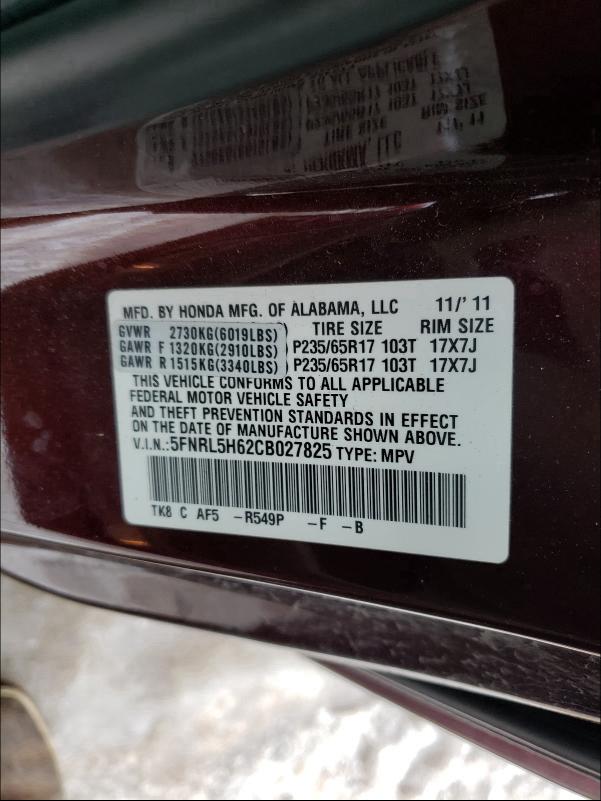 MFD. BY HONDA MFG. OF ALABAMA, LLC 11/'11
GVWR 2730KG(6019LBS) TIRE SIZE RIM SIZE
GAWR F 1320KG(2910LBS) P235/65R17 103T 17X7J
GAWR R 1515KG(3340LBS) P235/65R17 103T 17X7J
THIS VEHICLE CONFORMS TO ALL APPLICABLE
FEDERAL MOTOR VEHICLE SAFETY
AND THEFT PREVENTION STANDARDS IN EFFECT
ON THE DATE OF MANUFACTURE SHOWN ABOVE.
V.I.N.:5FNRL5H62CB027825 TYPE: MPV
TK8 C AF5 -R549P -F -B